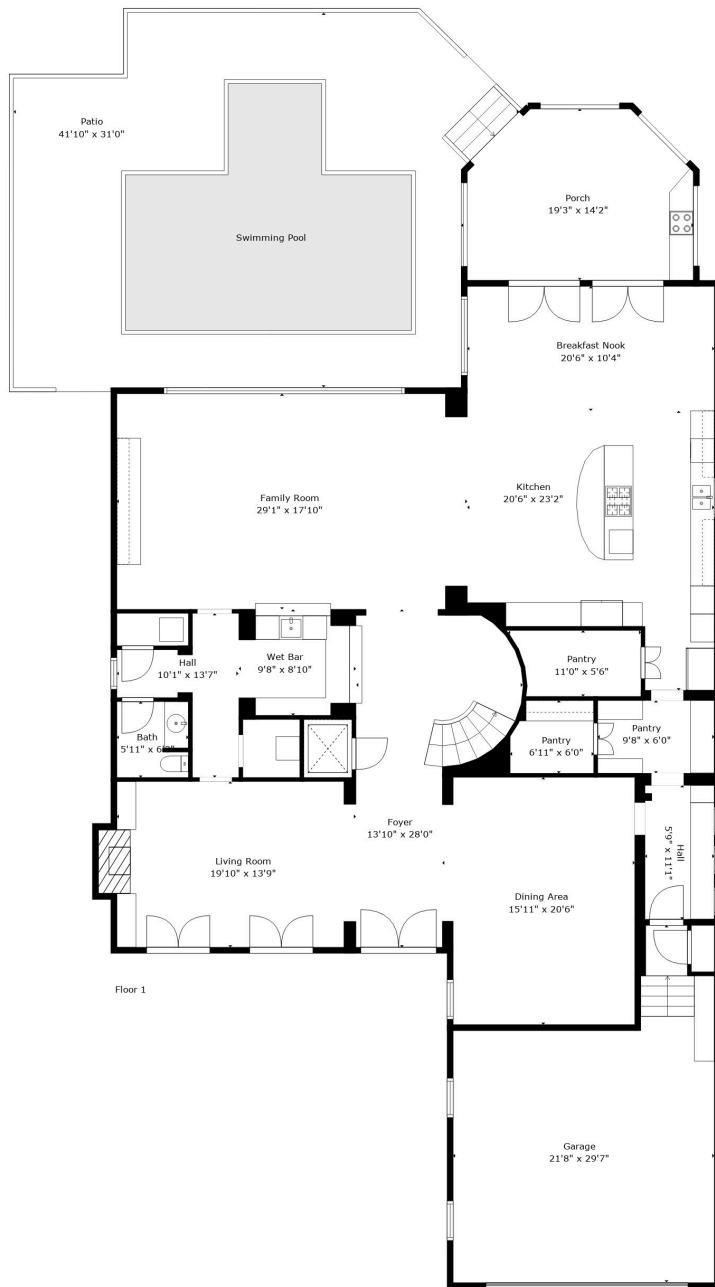 Patio
41'10" x 31'0"
Swimming Pool
Porch
19'3" x 14'2"
Breakfast Nook
20'6" x 10'4"
Kitchen
20'6" x 23'2"
Family Room
29'1" x 17'10"
Hall
10'1" x 13'7"
Wet Bar
9'8" x 8'10"
Pantry
11'0" x 5'6"
Bath
Pantry
6'11" x 6'0"
Pantry
9'8" x 6'0"
Foyer
13'10" x 28'0"
Living Room
19'10" x 13'9"
Hall
5'9" x 11'1"
Dining Area
15'11" x 20'6"
Floor 1
Garage
21'8" x 29'7"